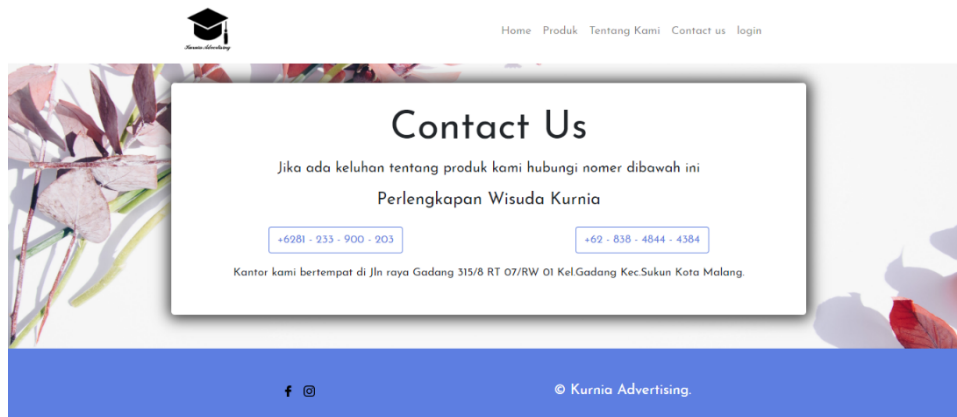 Kurnia Advertising
Home Produk Tentang Kami Contact us login
Contact Us
Jika ada keluhan tentang produk kami hubungi nomer dibawah ini
Perlengkapan Wisuda Kurnia
+6281 - 233 - 900 - 203
+62 - 838 - 4844 - 4384
Kantor kami bertempat di Jln raya Gadang 315/8 RT 07/RW 01 Kel.Gadang Kec.Sukun Kota Malang.
© Kurnia Advertising.